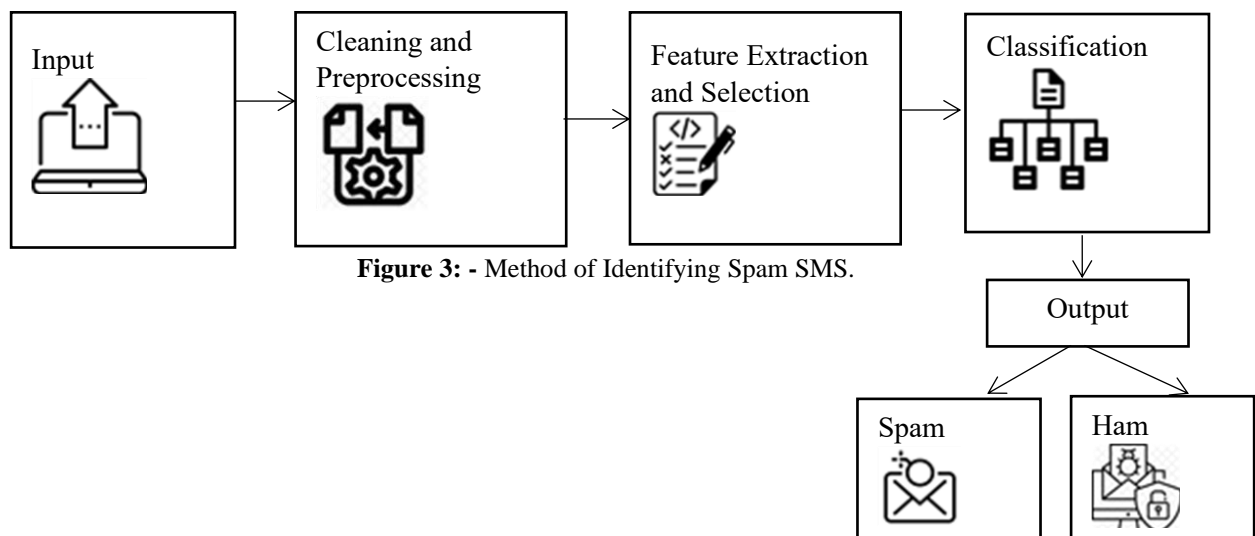 Input
Cleaning and
Preprocessing
Feature Extraction
and Selection
Classification
Figure 3: - Method of Identifying Spam SMS.
Output
Spam
Ham